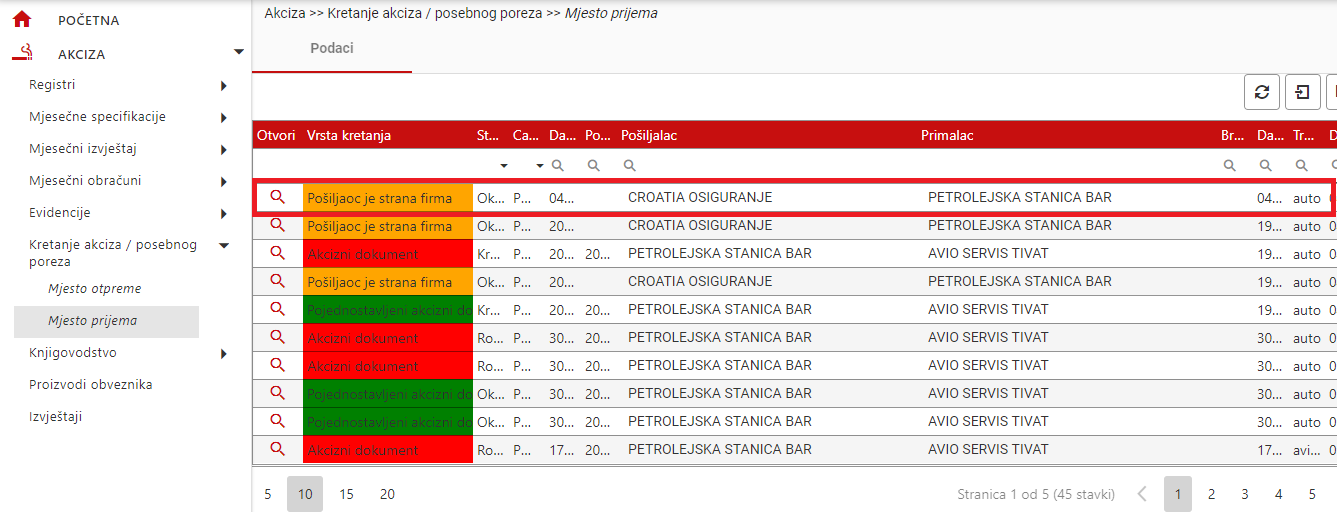 POČETNA
AKCIZA
Registri
Mjesečne specifikacije
Mjesečni izvještaj
Mjesečni obračuni
Evidencije
Kretanje akciza / posebnog
poreza
Mjesto otpreme
Mjesto prijema
Knjigovodstvo
Proizvodi obveznika
Izvještaji
Akciza >> Kretanje akciza / posebnog poreza >> Mjesto prijema
Podaci
Otvori Vrsta kretanja St... Ca... Da... Po... Pošiljalac Primalac Br... Da... Tr... D
Pošiljaoc je strana firma Ok... P... 04... CROATIA OSIGURANJE PETROLEJSKA STANICA BAR 04... auto 0
Pošiljaoc je strana firma Ok... P... 20... CROATIA OSIGURANJE PETROLEJSKA STANICA BAR 19... auto 0
Akcizni dokument Kr... P... 20... 20... PETROLEJSKA STANICA BAR AVIO SERVIS TIVAT 19... auto 0
Pošiljaoc je strana firma Ok... P... 20... CROATIA OSIGURANJE PETROLEJSKA STANICA BAR 19... auto 0
Pojednostavljeni akcizni do Kr... P... 20... 20... PETROLEJSKA STANICA BAR AVIO SERVIS TIVAT 19... auto 0
Akcizni dokument Ro... P... 30... 20... PETROLEJSKA STANICA BAR AVIO SERVIS TIVAT 30... auto 0
Akcizni dokument Ro... P... 30... 20... PETROLEJSKA STANICA BAR AVIO SERVIS TIVAT 30... auto 0
Pojednostavljeni akcizni do Ok... P... 30... 20... PETROLEJSKA STANICA BAR AVIO SERVIS TIVAT 30... auto 0
Pojednostavljeni akcizni do Ok... P... 30... 20... PETROLEJSKA STANICA BAR AVIO SERVIS TIVAT 30... auto 0
Akcizni dokument Ro... P... 17... 20... PETROLEJSKA STANICA BAR AVIO SERVIS TIVAT 17... avi... 0
5 10 15 20 Stranica 1 od 5 (45 stavki) 1 2 3 4 5